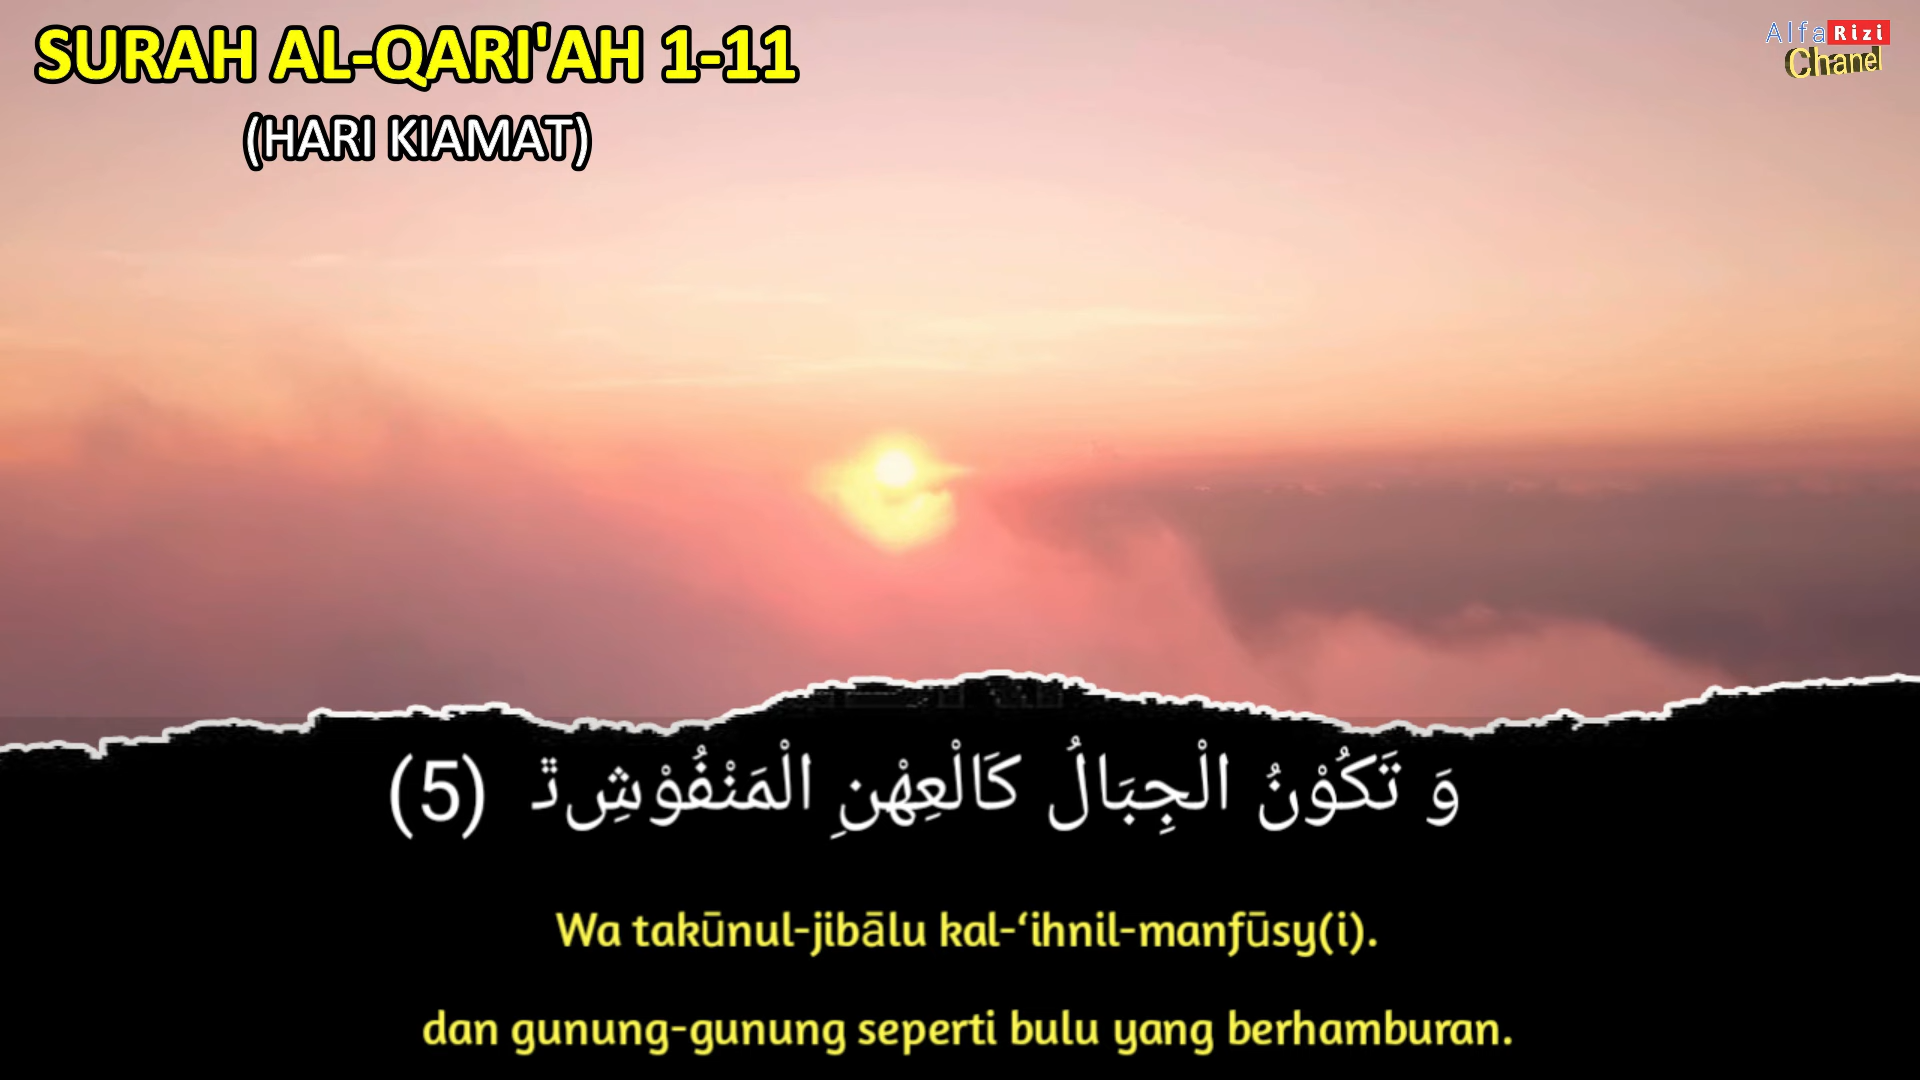 SURAH AL-QARI'AH 1-11
(HARI KIAMAT)
Alfa Rizi
Chanel
وَ تَكُوْنُ الْجِبَالُ كَالْعِهْنِ الْمَنْفُوْشِۗ (5)
Wa takūnul-jibālu kal-‘ihnil-manfūsy(i).
dan gunung-gunung seperti bulu yang berhamburan.